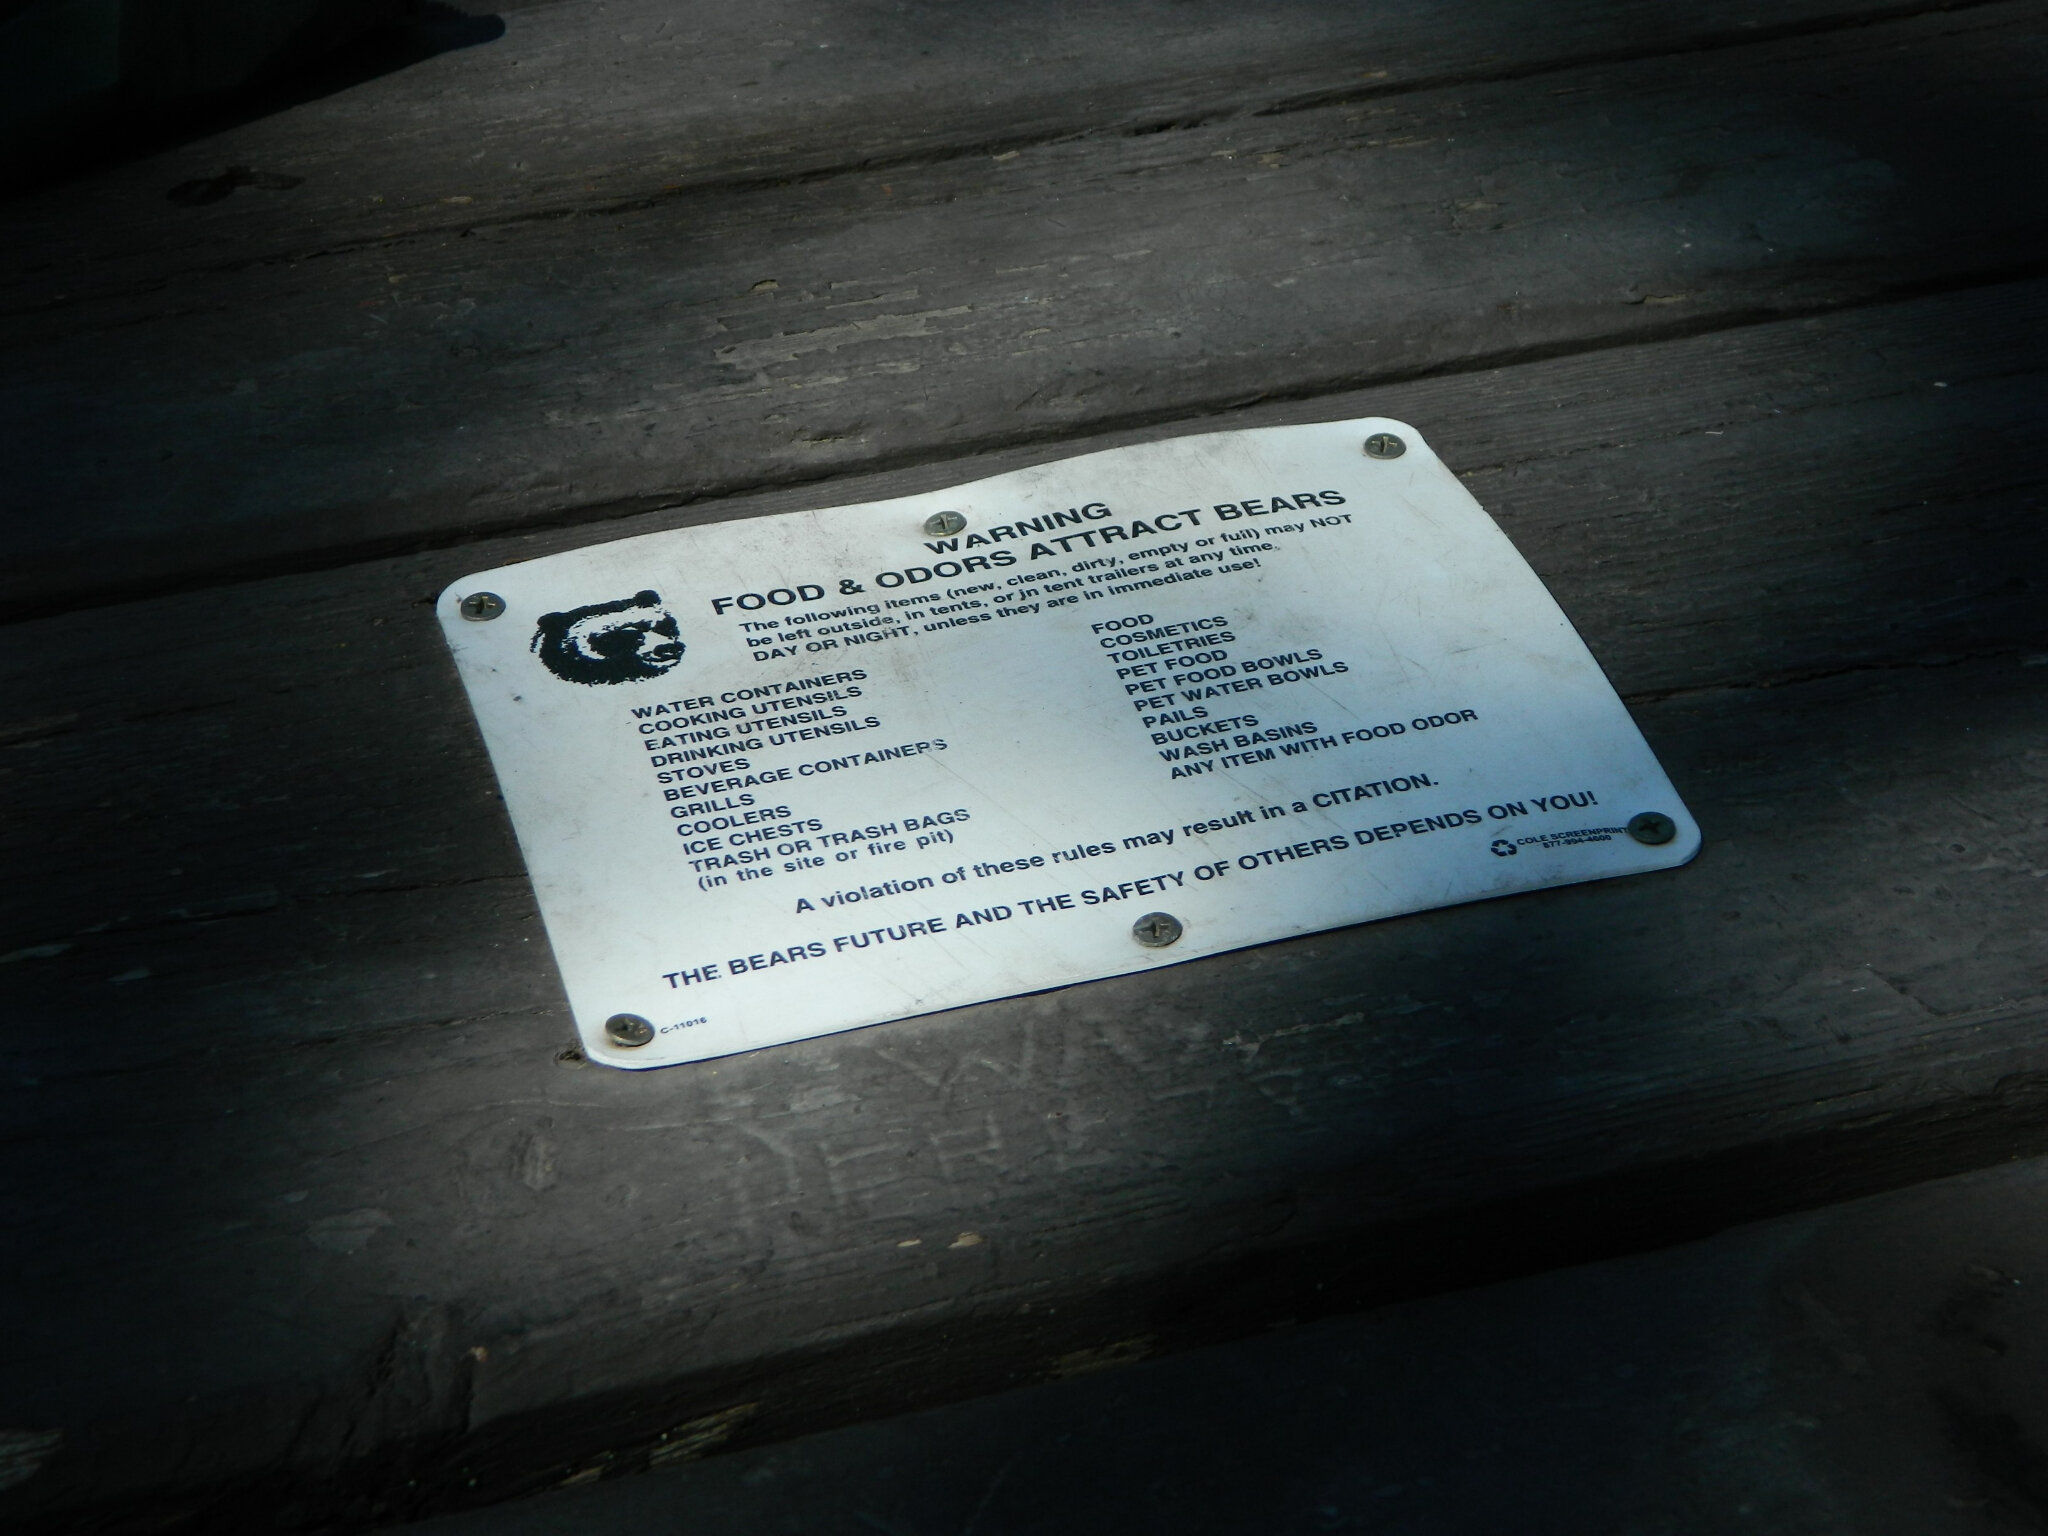 WARNING
FOOD & ODORS ATTRACT BEARS
The following items (new, clean, dirty, empty or full) may NOT
be left outside, in tents, or in tent trailers at any time,
DAY OR NIGHT, unless they are in immediate use!
WATER CONTAINERS
COOKING UTENSILS
EATING UTENSILS
DRINKING UTENSILS
STOVES
BEVERAGE CONTAINERS
GRILLS
COOLERS
ICE CHESTS
TRASH OR TRASH BAGS
(in the site or fire pit)
FOOD
COSMETICS
TOILETRIES
PET FOOD
PET FOOD BOWLS
PET WATER BOWLS
PAILS
BUCKETS
WASH BASINS
ANY ITEM WITH FOOD ODOR
A violation of these rules may result in a CITATION.
THE BEARS FUTURE AND THE SAFETY OF OTHERS DEPENDS ON YOU!
COLE SCREENPRINT
877-994-4600
C-11016